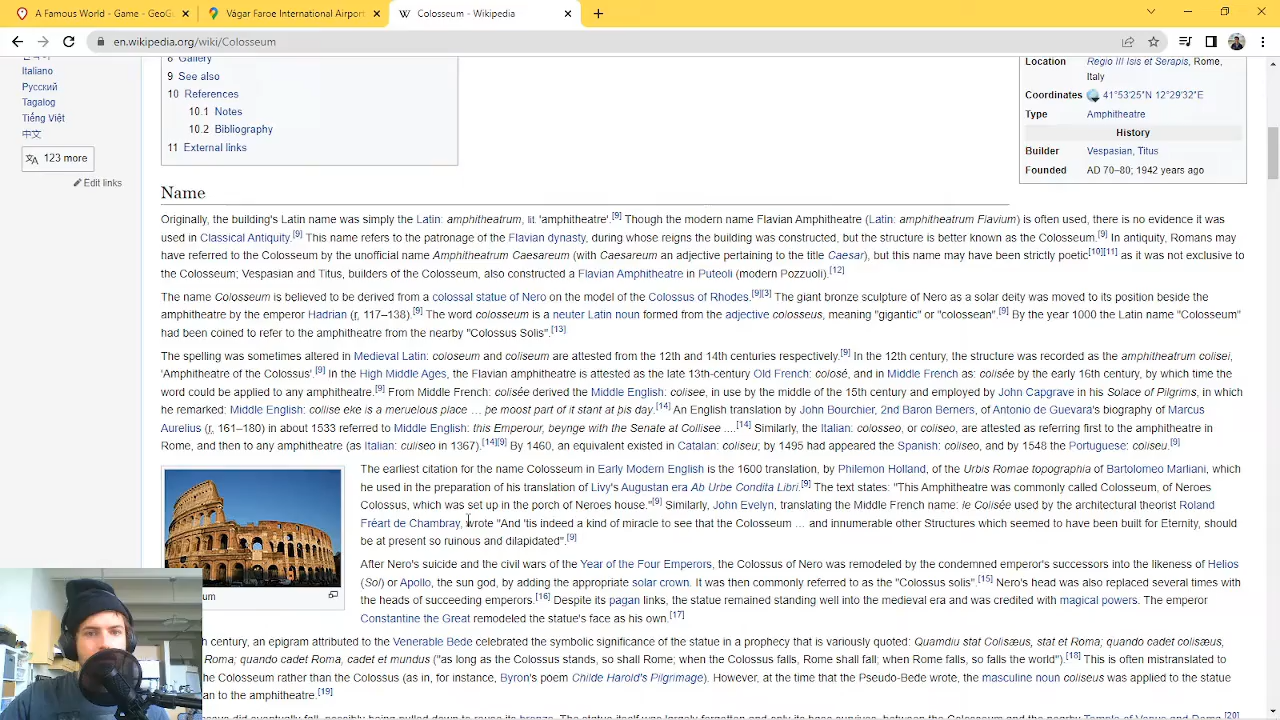 A Famous World - Game - GeoG
Vágar Faroe International Airport
Colosseum - Wikipedia
en.wikipedia.org/wiki/Colosseum
Italiano
Русский
Tagalog
Tiếng Việt
中文
123 more
Edit links
8 Gallery
9 See also
10 References
10.1 Notes
10.2 Bibliography
11 External links
Location Regio III Isis et Serapis, Rome,
Italy
Coordinates 41°53′25″N 12°29′32″E
Type Amphitheatre
History
Builder Vespasian, Titus
Founded AD 70–80; 1942 years ago
Name
Originally, the building's Latin name was simply the Latin: amphitheatrum, lit. 'amphitheatre'.[9] Though the modern name Flavian Amphitheatre (Latin: amphitheatrum Flavium) is often used, there is no evidence it was
used in Classical Antiquity.[9] This name refers to the patronage of the Flavian dynasty, during whose reigns the building was constructed, but the structure is better known as the Colosseum.[9] In antiquity, Romans may
have referred to the Colosseum by the unofficial name Amphitheatrum Caesareum (with Caesareum an adjective pertaining to the title Caesar), but this name may have been strictly poetic[10][11] as it was not exclusive to
the Colosseum; Vespasian and Titus, builders of the Colosseum, also constructed a Flavian Amphitheatre in Puteoli (modern Pozzuoli).[12]
The name Colosseum is believed to be derived from a colossal statue of Nero on the model of the Colossus of Rhodes.[9][3] The giant bronze sculpture of Nero as a solar deity was moved to its position beside the
amphitheatre by the emperor Hadrian (r. 117–138).[9] The word colosseum is a neuter Latin noun formed from the adjective colosseus, meaning "gigantic" or "colossean".[9] By the year 1000 the Latin name "Colosseum"
had been coined to refer to the amphitheatre from the nearby "Colossus Solis".[13]
The spelling was sometimes altered in Medieval Latin: coloseum and coliseum are attested from the 12th and 14th centuries respectively.[9] In the 12th century, the structure was recorded as the amphitheatrum colisei,
'Amphitheatre of the Colossus'.[9] In the High Middle Ages, the Flavian amphitheatre is attested as the late 13th-century Old French: colosé, and in Middle French as: colisée by the early 16th century, by which time the
word could be applied to any amphitheatre.[9] From Middle French: colisée derived the Middle English: colisee, in use by the middle of the 15th century and employed by John Capgrave in his Solace of Pilgrims, in which
he remarked: Middle English: collise eke is a meruelous place … þe moost part of it stant at þis day.[14] An English translation by John Bourchier, 2nd Baron Berners, of Antonio de Guevara's biography of Marcus
Aurelius (r. 161–180) in about 1533 referred to Middle English: this Emperour, beynge with the Senate at Collisee ....[14] Similarly, the Italian: culiseo, or coliseo, are attested as referring first to the amphitheatre in
Rome, and then to any amphitheatre (as Italian: culiseo in 1367).[14][9] By 1460, an equivalent existed in Catalan: coliseu; by 1495 had appeared the Spanish: coliseo, and by 1548 the Portuguese: coliseu.[9]
The earliest citation for the name Colosseum in Early Modern English is the 1600 translation, by Philemon Holland, of the Urbis Romae topographia of Bartolomeo Marliani, which
he used in the preparation of his translation of Livy's Augustan era Ab Urbe Condita Libri.[9] The text states: "This Amphitheatre was commonly called Colosseum, of Neroes
Colossus, which was set up in the porch of Neroes house."[9] Similarly, John Evelyn, translating the Middle French name: le Colisée used by the architectural theorist Roland
Fréart de Chambray, wrote "And 'tis indeed a kind of miracle to see that the Colosseum … and innumerable other Structures which seemed to have been built for Eternity, should
be at present so ruinous and dilapidated".[9]
After Nero's suicide and the civil wars of the Year of the Four Emperors, the Colossus of Nero was remodeled by the condemned emperor's successors into the likeness of Helios
(Sol) or Apollo, the sun god, by adding the appropriate solar crown. It was then commonly referred to as the "Colossus solis".[15] Nero's head was also replaced several times with
the heads of succeeding emperors.[16] Despite its pagan links, the statue remained standing well into the medieval era and was credited with magical powers. The emperor
um
Constantine the Great remodeled the statue's face as his own.[17]
h century, an epigram attributed to the Venerable Bede celebrated the symbolic significance of the statue in a prophecy that is variously quoted: Quamdiu stat Colisæus, stat et Roma; quando cadet colisæus,
Roma; quando cadet Roma, cadet et mundus ("as long as the Colossus stands, so shall Rome; when the Colossus falls, Rome shall fall; when Rome falls, so falls the world").[18] This is often mistranslated to
the Colosseum rather than the Colossus (as in, for instance, Byron's poem Childe Harold's Pilgrimage). However, at the time that the Pseudo-Bede wrote, the masculine noun coliseus was applied to the statue
an to the amphitheatre.[19]
did eventually fall, possibly being pulled down to reuse its bronze. The statue itself was largely forgotten and only its base survives, between the Colosseum and the nearby Temple of Venus and Roma.[20]